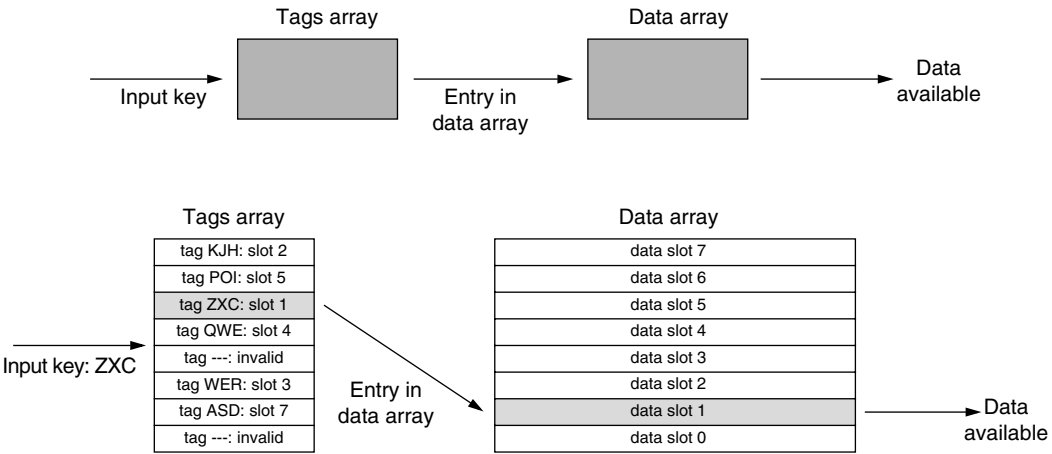 Tags array
Data array
Input key
Entry in
data array
Data
available
Tags array
Data array
tag KJH: slot 2
tag POI: slot 5
tag ZXC: slot 1
tag QWE: slot 4
tag ---: invalid
tag WER: slot 3
tag ASD: slot 7
tag ---: invalid
Input key: ZXC
Entry in
data array
data slot 7
data slot 6
data slot 5
data slot 4
data slot 3
data slot 2
data slot 1
data slot 0
Data
available